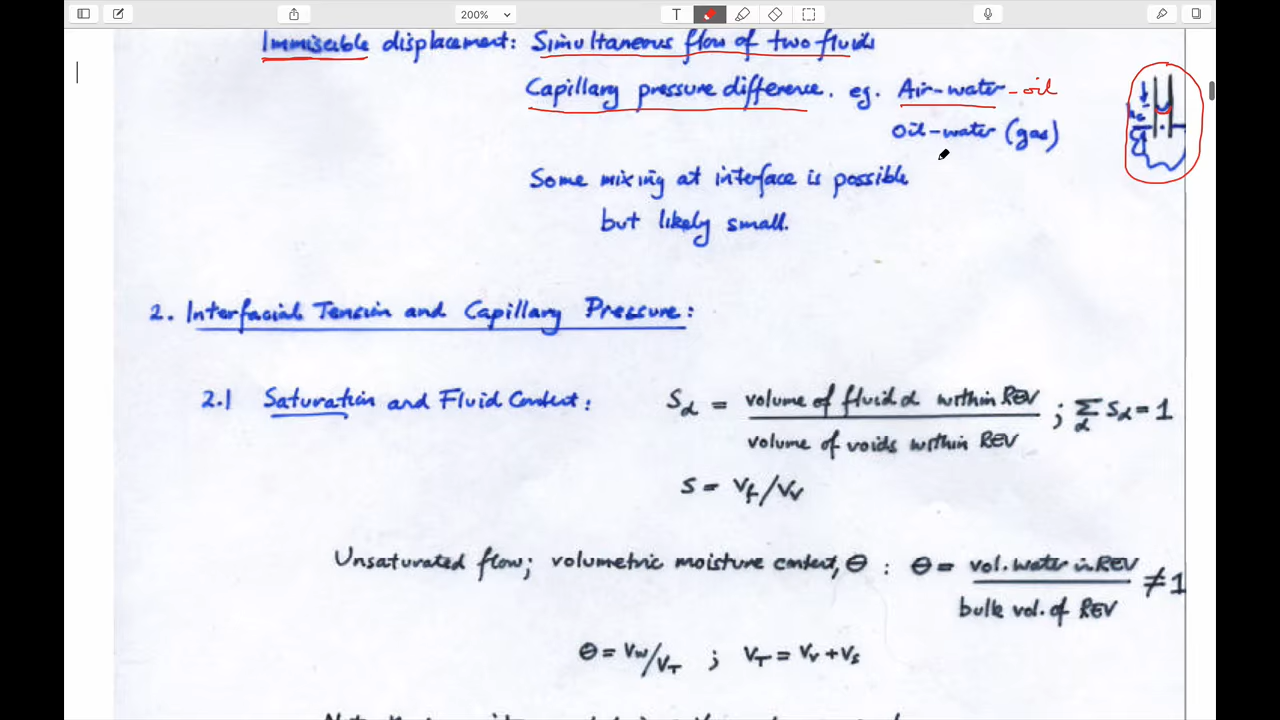 200%
T
Immiscible displacement: Simultaneous flow of two fluids
Capillary pressure difference. eg. Air-water - oil
Oil-water (gas)
Some mixing at interface is possible
but likely small.
2. Interfacial Tension and Capillary Pressure:
2.1 Saturation and Fluid Content: Sα = volume of fluid α within REV / volume of voids within REV ; Σα Sα = 1
S = Vf/Vv
Unsaturated flow; volumetric moisture content, θ : θ = vol. water in REV / bulk vol. of REV ≠ 1
θ = Vw/VT ; VT = Vv + Vs